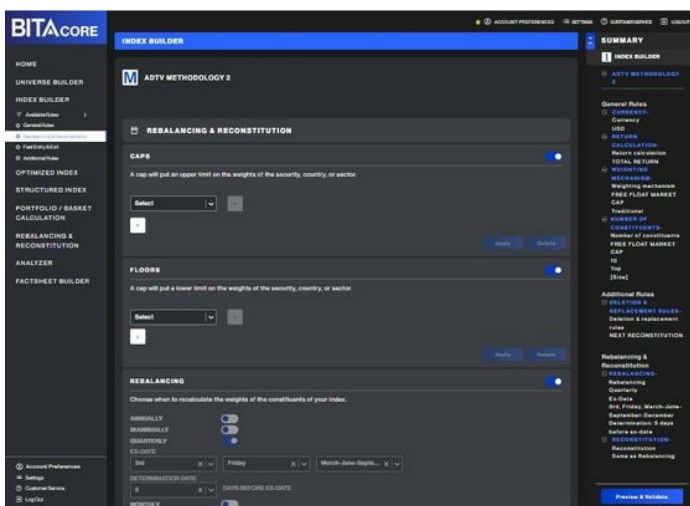 BITACORE
ACCOUNT PREFERENCES
SETTINGS
CUSTOMER SERVICE
LOGOUT
HOME
UNIVERSE BUILDER
INDEX BUILDER
Available Rules
General Rules
Rebalancing & Reconstitution
Fast Entry & Exit
Additional Rules
OPTIMIZED INDEX
STRUCTURED INDEX
PORTFOLIO / BASKET
CALCULATION
REBALANCING &
RECONSTITUTION
ANALYZER
FACTSHEET BUILDER
Account Preferences
Settings
Customer Service
Log Out
INDEX BUILDER
M ADTV METHODOLOGY 2
REBALANCING & RECONSTITUTION
CAPS
A cap will put an upper limit on the weights of the security, country, or sector.
Select
Apply Delete
FLOORS
A cap will put a lower limit on the weights of the security, country, or sector.
Select
Apply Delete
REBALANCING
Choose when to recalculate the weights of the constituents of your index.
ANNUALLY
BIANNUALLY
QUARTERLY
EX-DATE
3rd Friday March-June-Septe...
DETERMINATION DATE
5 DAYS BEFORE EX-DATE
MONTHLY
SUMMARY
INDEX BUILDER
ADTV METHODOLOGY
2
General Rules
CURRENCY-
Currency
USD
RETURN
CALCULATION-
Return calculation
TOTAL RETURN
WEIGHTING
MECHANISM-
Weighting mechanism
FREE FLOAT MARKET
CAP
Traditional
NUMBER OF
CONSTITUENTS-
Number of constituents
FREE FLOAT MARKET
CAP
10
Top
[Size]
Additional Rules
DELETION &
REPLACEMENT RULES-
Deletion & replacement
rules
NEXT RECONSTITUTION
Rebalancing &
Reconstitution
REBALANCING-
Rebalancing
Quarterly
Ex-Date
3rd, Friday, March-June-
September-December
Determination: 5 days
before ex-date
RECONSTITUTION-
Reconstitution
Same as Rebalancing
Preview & Validate